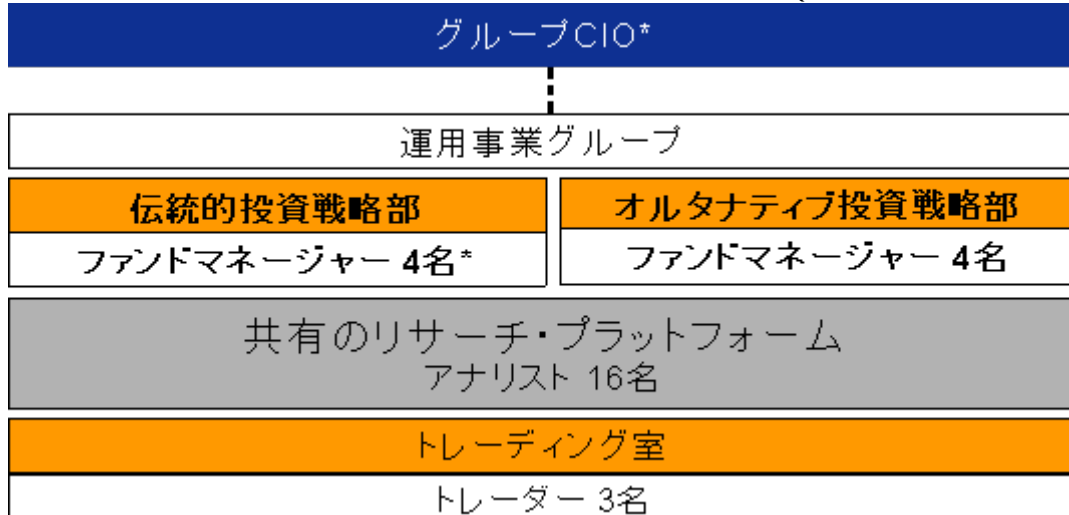 グループCIO*
運用事業グループ
伝統的投資戦略部
オルタナティブ投資戦略部
ファンドマネージャー 4名*
ファンドマネージャー 4名
共有のリサーチ・プラットフォーム
アナリスト 16名
トレーディング室
トレーダー 3名